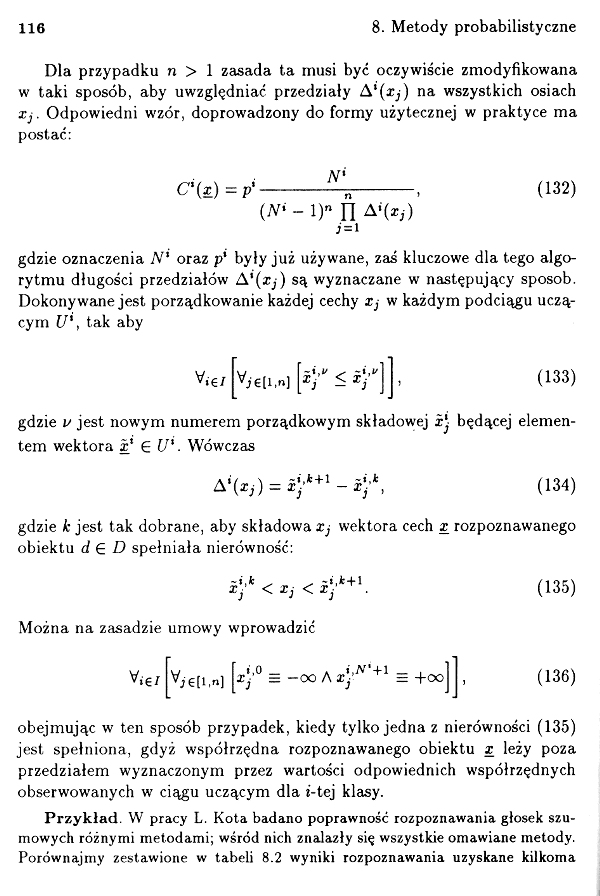 116 8. Metody probabilistyczne
Dla przypadku n > 1 zasada ta musi być oczywiście zmodyfikowana
w taki sposób, aby uwzględniać przedziały Δ^i(x_j) na wszystkich osiach
x_j. Odpowiedni wzór, doprowadzony do formy użytecznej w praktyce ma
postać:
C^i(x̲) = p^i \frac{N^i}{(N^i - 1)^n ∏_{j=1}^{n} Δ^i(x_j)}, (132)
gdzie oznaczenia N^i oraz p^i były już używane, zaś kluczowe dla tego algo-
rytmu długości przedziałów Δ^i(x_j) są wyznaczane w następujący sposob.
Dokonywane jest porządkowanie każdej cechy x_j w każdym podciągu uczą-
cym U^i, tak aby
∀_{i∈I} [∀_{j∈[1,n]} [x̃_j^{i,ν} ≤ x̃_j^{i,ν}]], (133)
gdzie ν jest nowym numerem porządkowym składowej x̃_j^i będącej elemen-
tem wektora x̲̃^i ∈ U^i. Wówczas
Δ^i(x_j) = x̃_j^{i,k+1} - x̃_j^{i,k}, (134)
gdzie k jest tak dobrane, aby składowa x_j wektora cech x̲ rozpoznawanego
obiektu d ∈ D spełniała nierówność:
x̃_j^{i,k} < x_j < x̃_j^{i,k+1}. (135)
Można na zasadzie umowy wprowadzić
∀_{i∈I} [∀_{j∈[1,n]} [x_j^{i,0} ≡ -∞ ∧ x_j^{i,N^i+1} ≡ +∞]], (136)
obejmując w ten sposób przypadek, kiedy tylko jedna z nierówności (135)
jest spełniona, gdyż współrzędna rozpoznawanego obiektu x̲ leży poza
przedziałem wyznaczonym przez wartości odpowiednich współrzędnych
obserwowanych w ciągu uczącym dla i-tej klasy.
Przykład. W pracy L. Kota badano poprawność rozpoznawania głosek szu-
mowych różnymi metodami; wśród nich znalazły się wszystkie omawiane metody.
Porównajmy zestawione w tabeli 8.2 wyniki rozpoznawania uzyskane kilkoma